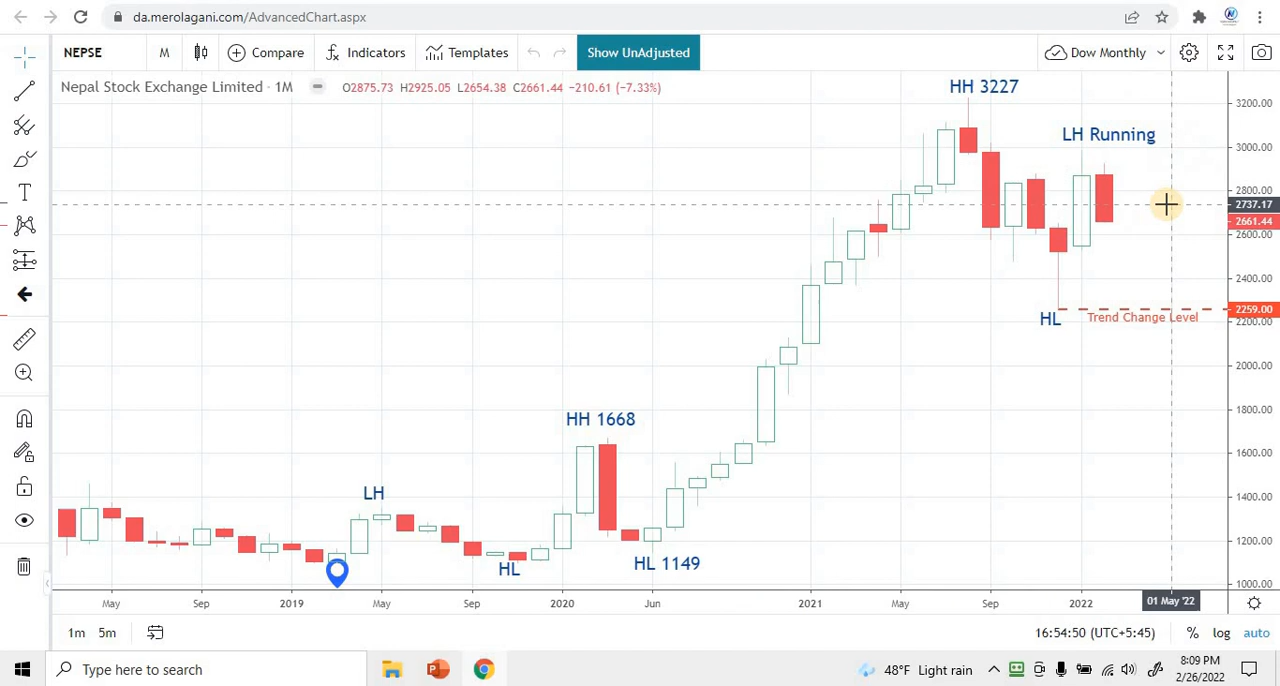 da.merolagani.com/AdvancedChart.aspx
NEPSE M Compare Indicators Templates Show UnAdjusted Dow Monthly
Nepal Stock Exchange Limited · 1M O2875.73 H2925.05 L2654.38 C2661.44 −210.61 (−7.33%)
HH 3227
3200.00
LH Running
3000.00
2800.00
2737.17
2661.44
2600.00
2400.00
2259.00
HL
Trend Change Level
2200.00
2000.00
1800.00
HH 1668
1600.00
LH
1400.00
1200.00
HL
HL 1149
1000.00
May Sep 2019 May Sep 2020 Jun 2021 May Sep 2022 01 May '22
1m 5m 16:54:50 (UTC+5:45) % log auto
Type here to search 48°F Light rain 8:09 PM
2/26/2022